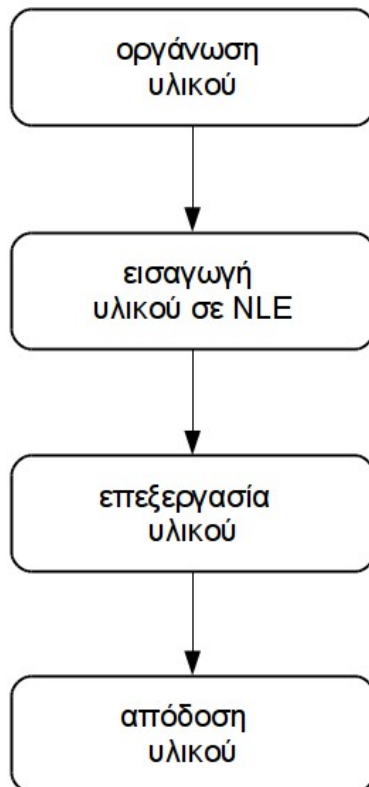 οργάνωση
υλικού
εισαγωγή
υλικού σε NLE
επεξεργασία
υλικού
απόδοση
υλικού